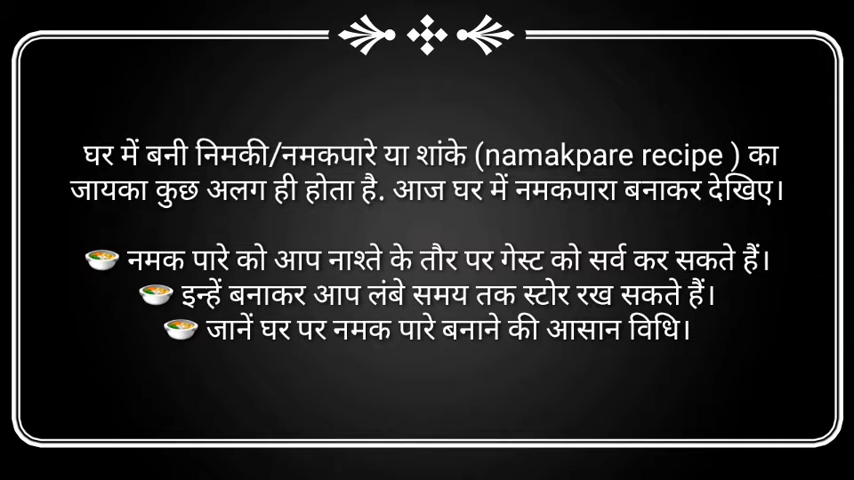 घर में बनी निमकी/नमकपारे या शांके (namakpare recipe ) का
जायका कुछ अलग ही होता है. आज घर में नमकपारा बनाकर देखिए।
🍲 नमक पारे को आप नाश्ते के तौर पर गेस्ट को सर्व कर सकते हैं।
🍲 इन्हें बनाकर आप लंबे समय तक स्टोर रख सकते हैं।
🍲 जानें घर पर नमक पारे बनाने की आसान विधि।